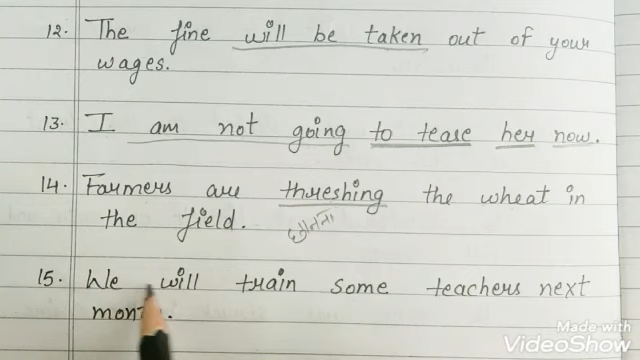 12. The fine will be taken out of your
wages.
13. I am not going to tease her now.
14. Farmers are threshing the wheat in
the field.
15. We will train some teachers next
month.
Made with
VideoShow